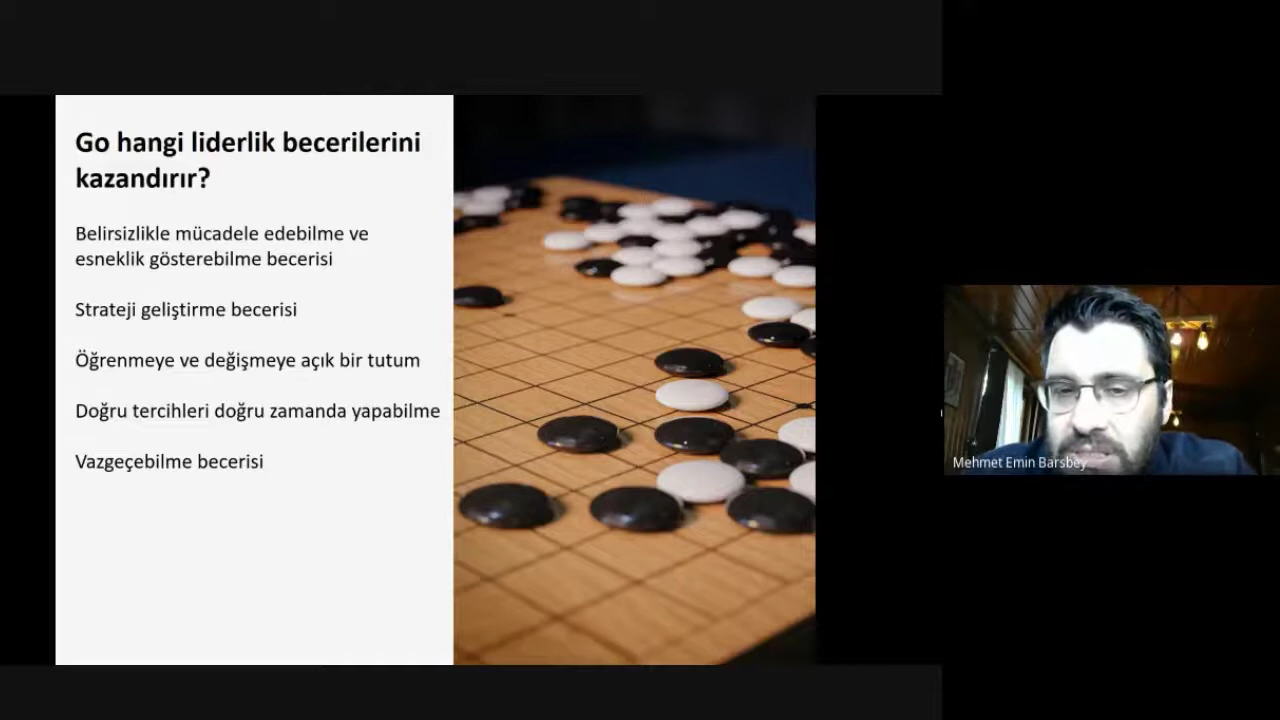 Go hangi liderlik becerilerini
kazandırır?
Belirsizlikle mücadele edebilme ve
esneklik gösterebilme becerisi
Strateji geliştirme becerisi
Öğrenmeye ve değişmeye açık bir tutum
Doğru tercihleri doğru zamanda yapabilme
Vazgeçebilme becerisi
Mehmet Emin Barsbey